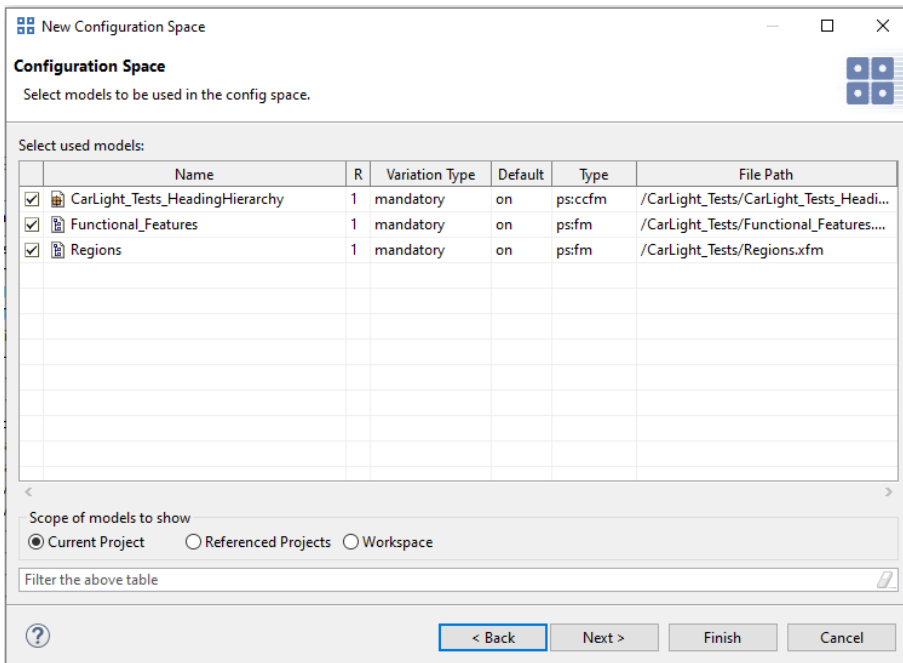 New Configuration Space
Configuration Space
Select models to be used in the config space.
Select used models:
Name R Variation Type Default Type File Path
CarLight_Tests_HeadingHierarchy 1 mandatory on ps:ccfm /CarLight_Tests/CarLight_Tests_Headi...
Functional_Features 1 mandatory on ps:fm /CarLight_Tests/Functional_Features....
Regions 1 mandatory on ps:fm /CarLight_Tests/Regions.xfm
Scope of models to show
Current Project Referenced Projects Workspace
Filter the above table
? < Back Next > Finish Cancel